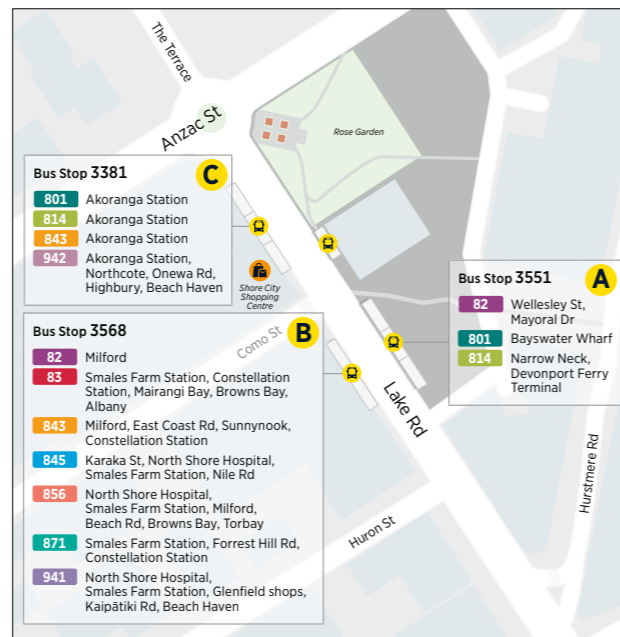 The Terrace
Anzac St
Rose Garden
Bus Stop 3381
C
801 Akoranga Station
814 Akoranga Station
843 Akoranga Station
942 Akoranga Station,
Northcote, Onewa Rd,
Highbury, Beach Haven
Shore City
Shopping
Centre
Bus Stop 3551
A
82 Wellesley St,
Mayoral Dr
801 Bayswater Wharf
814 Narrow Neck,
Devonport Ferry
Terminal
Bus Stop 3568
B
82 Milford
83 Smales Farm Station, Constellation
Station, Mairangi Bay, Browns Bay,
Albany
843 Milford, East Coast Rd, Sunnynook,
Constellation Station
845 Karaka St, North Shore Hospital,
Smales Farm Station, Nile Rd
856 North Shore Hospital,
Smales Farm Station, Milford,
Beach Rd, Browns Bay, Torbay
871 Smales Farm Station, Forrest Hill Rd,
Constellation Station
941 North Shore Hospital,
Smales Farm Station, Glenfield shops,
Kaipātiki Rd, Beach Haven
Como St
Lake Rd
Huron St
Hurstmere Rd